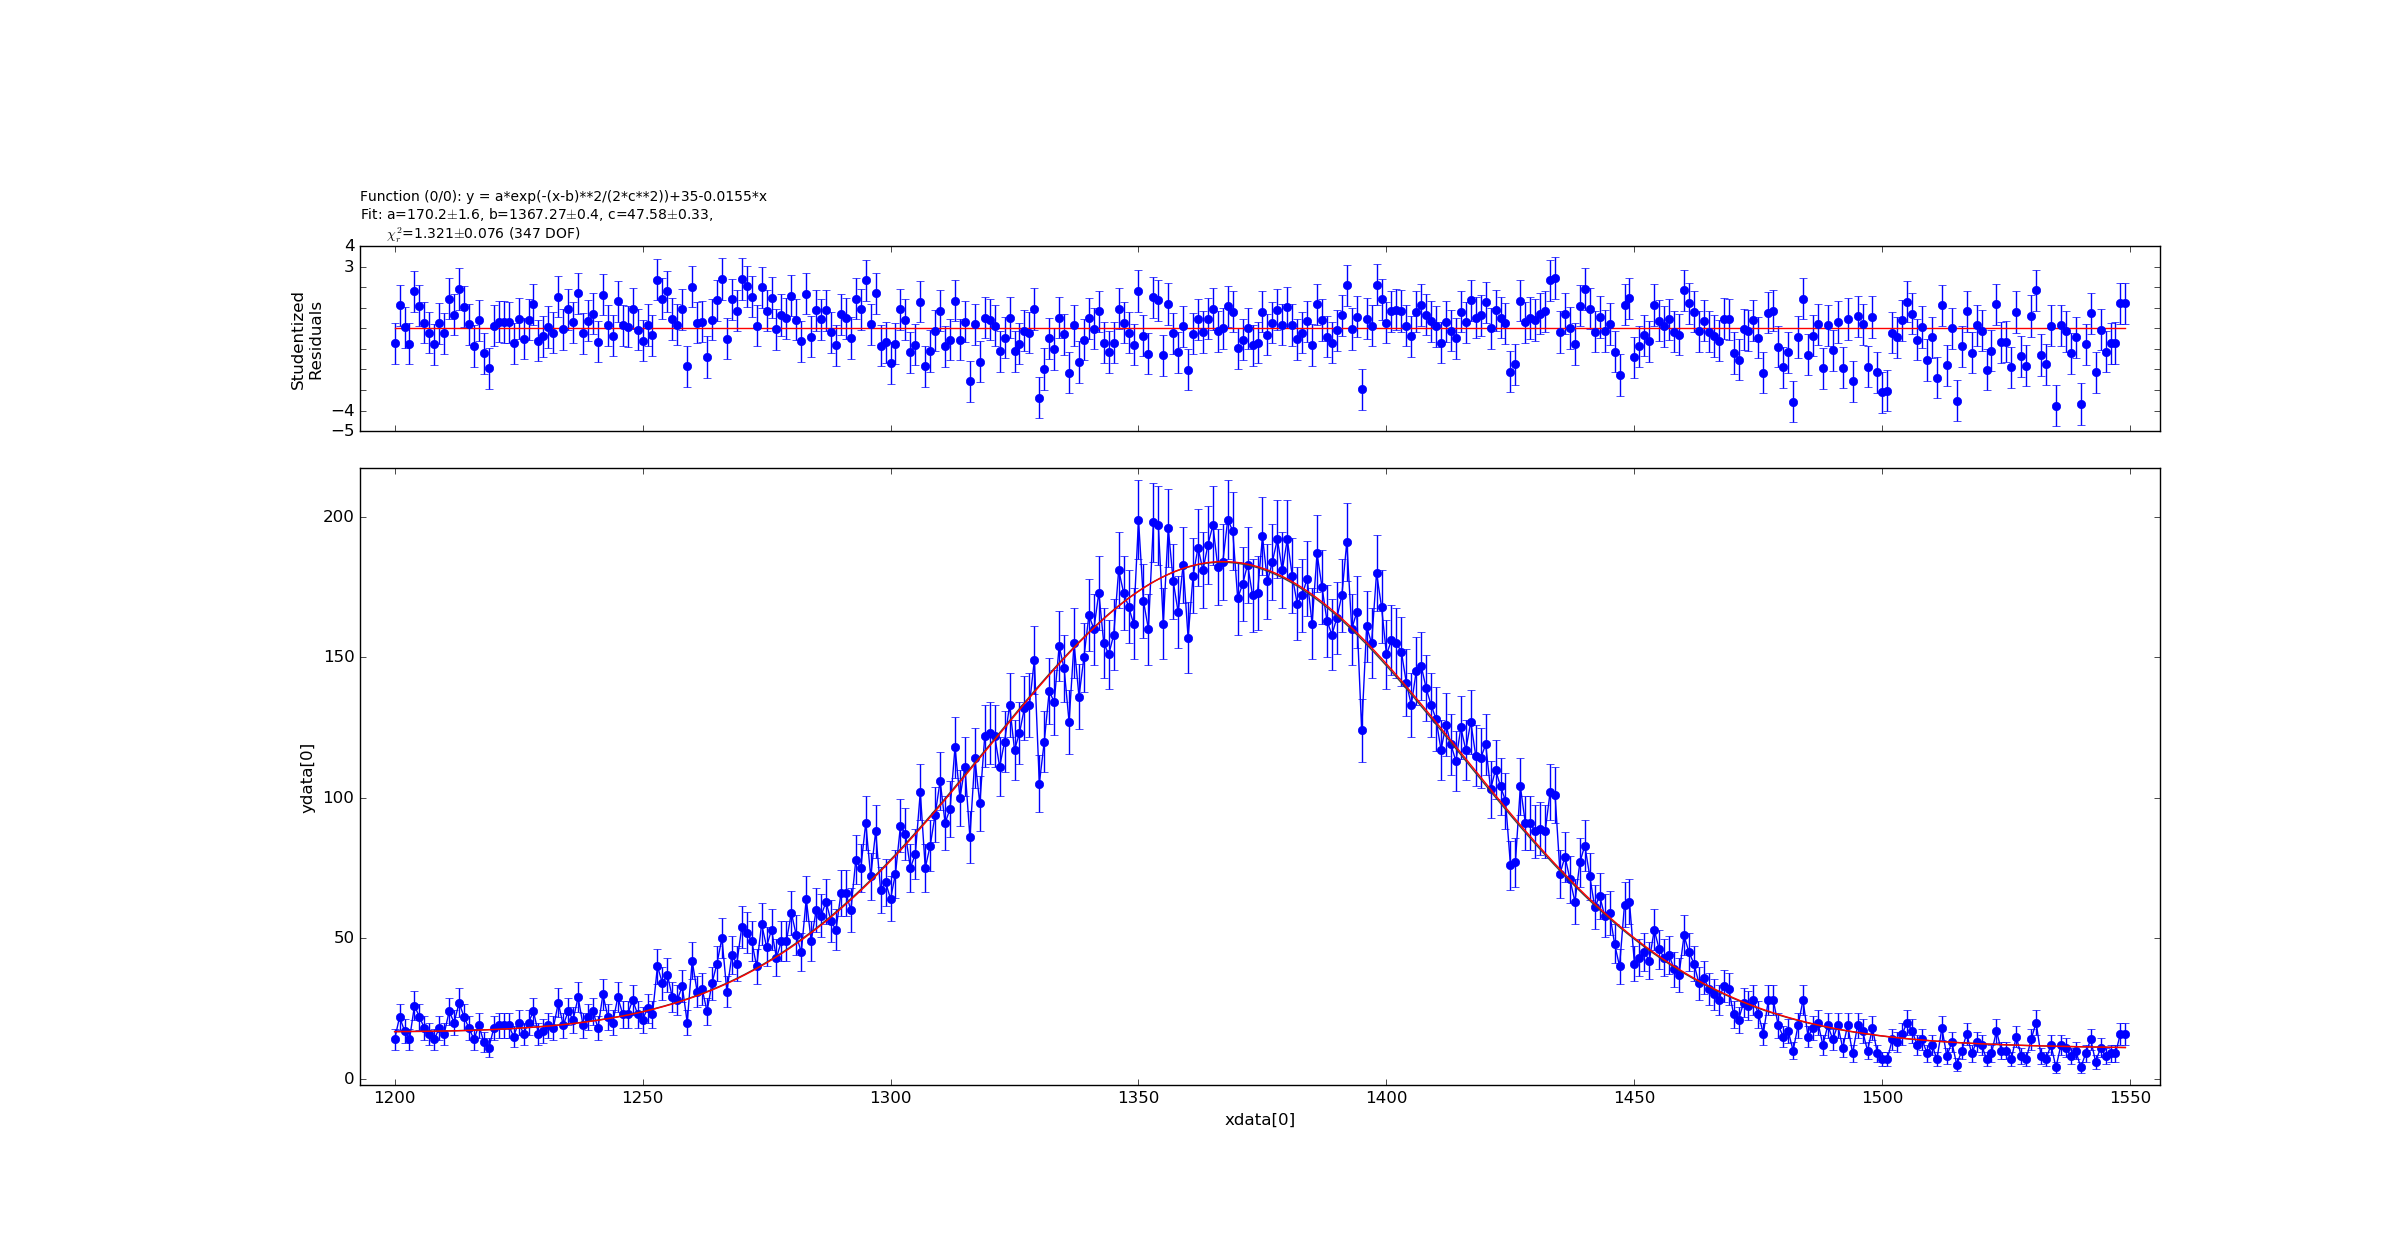 Function (0/0): y = a*exp(-(x-b)**2/(2*c**2))+35-0.0155*x
Fit: a=170.2±1.6, b=1367.27±0.4, c=47.58±0.33,
χ²ᵣ=1.321±0.076 (347 DOF)
4
3
−4
−5
Studentized
Residuals
200
150
100
50
0
ydata[0]
1200 1250 1300 1350 1400 1450 1500 1550
xdata[0]